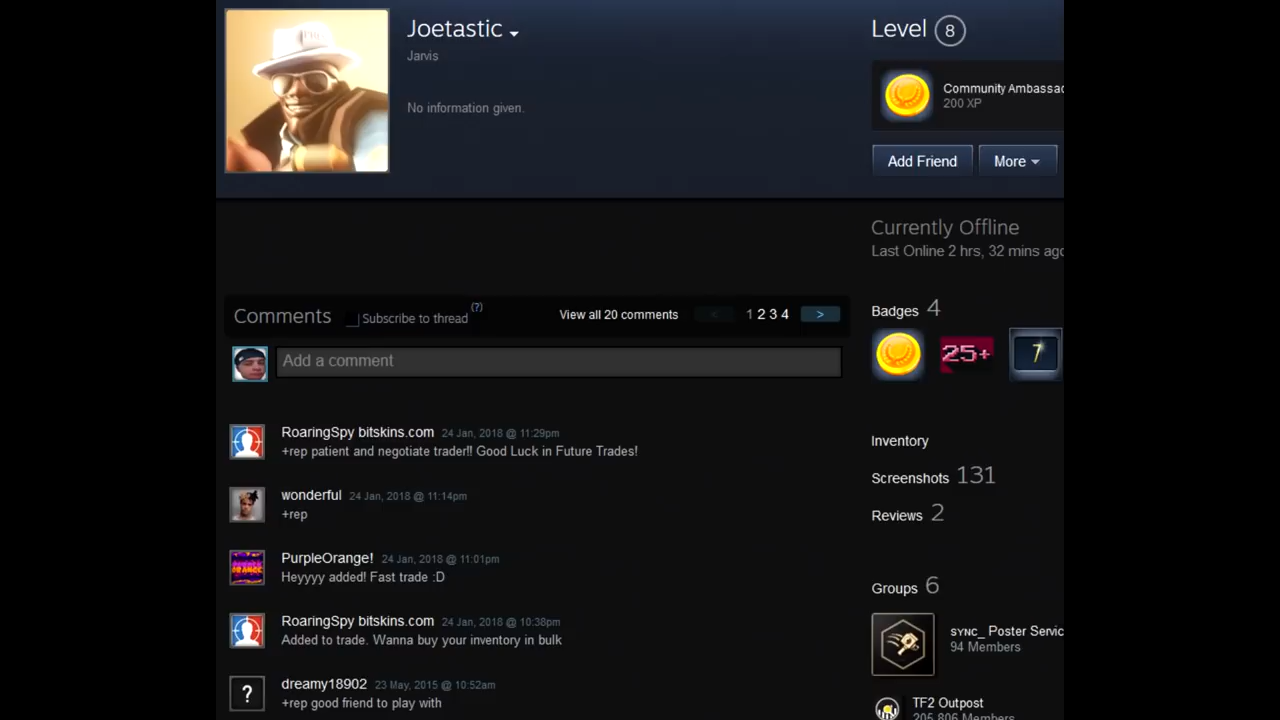 Joetastic
Jarvis
No information given.
Level 8
Community Ambassad
200 XP
Add Friend
More
Currently Offline
Last Online 2 hrs, 32 mins ago
Comments
Subscribe to thread (?)
View all 20 comments
< 1 2 3 4 >
Add a comment
RoaringSpy bitskins.com 24 Jan, 2018 @ 11:29pm
+rep patient and negotiate trader!! Good Luck in Future Trades!
wonderful 24 Jan, 2018 @ 11:14pm
+rep
PurpleOrange! 24 Jan, 2018 @ 11:01pm
Heyyyy added! Fast trade :D
RoaringSpy bitskins.com 24 Jan, 2018 @ 10:38pm
Added to trade. Wanna buy your inventory in bulk
? dreamy18902 23 May, 2015 @ 10:52am
+rep good friend to play with
Badges 4
25+
7
Inventory
Screenshots 131
Reviews 2
Groups 6
sʏɴᴄ_ Poster Servic
94 Members
TF2 Outpost
205,806 Members